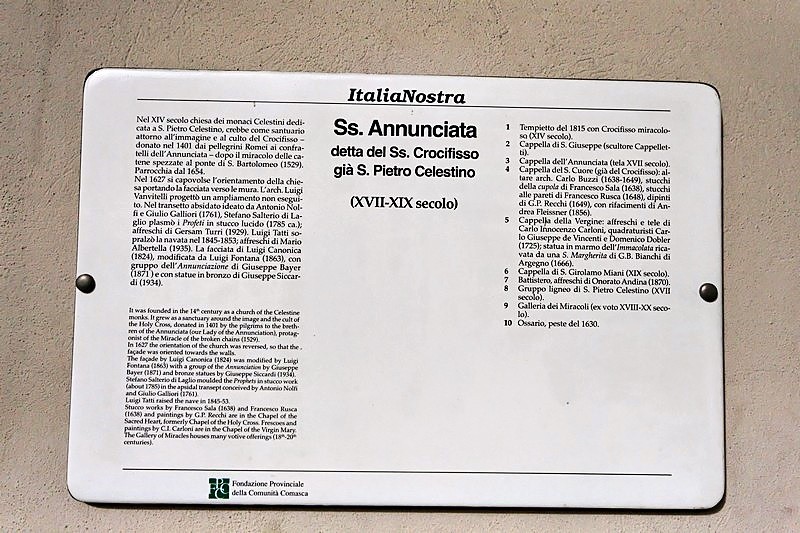 ItaliaNostra
Nel XIV secolo chiesa dei monaci Celestini dedi-
cata a S. Pietro Celestino, crebbe come santuario
attorno all'immagine e al culto del Crocifisso –
donato nel 1401 dai pellegrini Romei ai confra-
telli dell'Annunciata – dopo il miracolo delle ca-
tene spezzate al ponte di S. Bartolomeo (1529).
Parrocchia dal 1654.
Nel 1627 si capovolse l'orientamento della chie-
sa portando la facciata verso le mura. L'arch. Luigi
Vanvitelli progettò un ampliamento non esegui-
to. Nel transetto absidato ideato da Antonio Nol-
fi e Giulio Galliori (1761), Stefano Salterio di La-
glio plasmò i Profeti in stucco lucido (1785 ca.);
affreschi di Gersam Turri (1929). Luigi Tatti so-
pralzò la navata nel 1845-1853; affreschi di Mario
Albertella (1935). La facciata di Luigi Canonica
(1824), modificata da Luigi Fontana (1863), con
gruppo dell'Annunciazione di Giuseppe Bayer
(1871) e con statue in bronzo di Giuseppe Siccar-
di (1934).
It was founded in the 14th century as a church of the Celestine
monks. It grew as a sanctuary around the image and the cult of
the Holy Cross, donated in 1401 by the pilgrims to the breth-
ren of the Annunciata (our Lady of the Annunciation), protag-
onist of the Miracle of the broken chains (1529).
In 1627 the orientation of the church was reversed, so that the
façade was oriented towards the walls.
The façade by Luigi Canonica (1824) was modified by Luigi
Fontana (1863) with a group of the Annunciation by Giuseppe
Bayer (1871) and bronze statues by Giuseppe Siccardi (1934).
Stefano Salterio di Laglio moulded the Prophets in stucco work
(about 1785) in the apsidal transept conceived by Antonio Nolfi
and Giulio Galliori (1761).
Luigi Tatti raised the nave in 1845-53.
Stucco works by Francesco Sala (1638) and Francesco Rusca
(1638) and paintings by G.P. Recchi are in the Chapel of the
Sacred Heart, formerly Chapel of the Holy Cross. Frescoes and
paintings by C.I. Carloni are in the Chapel of the Virgin Mary.
The Gallery of Miracles houses many votive offerings (18th-20th
centuries).
Ss. Annunciata
detta del Ss. Crocifisso
già S. Pietro Celestino
(XVII-XIX secolo)
1 Tempietto del 1815 con Crocifisso miracolo-
so (XIV secolo).
2 Cappella di S. Giuseppe (scultore Cappellet-
ti).
3 Cappella dell'Annunciata (tela XVII secolo).
4 Cappella del S. Cuore (già del Crocifisso): al-
tare arch. Carlo Buzzi (1638-1649), stucchi
della cupola di Francesco Sala (1638), stucchi
alle pareti di Francesco Rusca (1648), dipinti
di G.P. Recchi (1649), con rifacimenti di An-
drea Fleissner (1856).
5 Cappella della Vergine: affreschi e tele di
Carlo Innocenzo Carloni, quadraturisti Car-
lo Giuseppe de Vincenti e Domenico Dobler
(1725); statua in marmo dell'Immacolata rica-
vata da una S. Margherita di G.B. Bianchi di
Argegno (1666).
6 Cappella di S. Girolamo Miani (XIX secolo).
7 Battistero, affreschi di Onorato Andina (1870).
8 Gruppo ligneo di S. Pietro Celestino (XVII
secolo).
9 Galleria dei Miracoli (ex voto XVIII-XX seco-
lo).
10 Ossario, peste del 1630.
Fondazione Provinciale
della Comunità Comasca